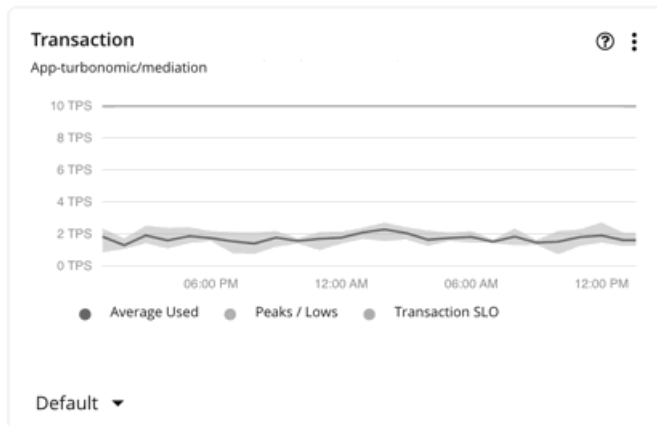 Transaction
App-turbonomic/mediation
10 TPS
8 TPS
6 TPS
4 TPS
2 TPS
0 TPS
06:00 PM 12:00 AM 06:00 AM 12:00 PM
Average Used Peaks / Lows Transaction SLO
Default